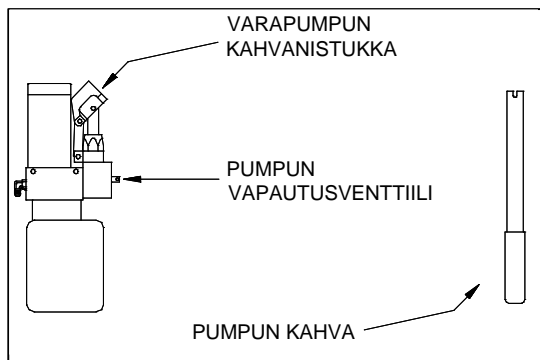 VARAPUMPUN
KAHVANISTUKKA
PUMPUN
VAPAUTUSVENTTIILI
PUMPUN KAHVA